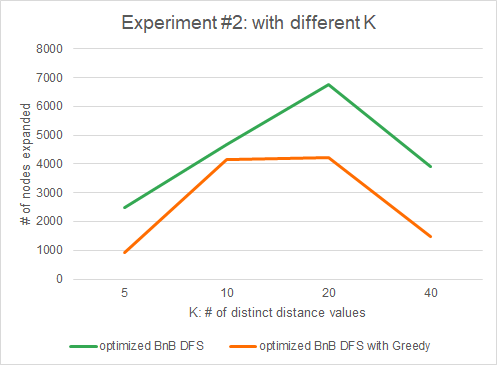 Experiment #2: with different K
8000
7000
6000
5000
4000
3000
2000
1000
0
# of nodes expanded
5 10 20 40
K: # of distinct distance values
optimized BnB DFS optimized BnB DFS with Greedy